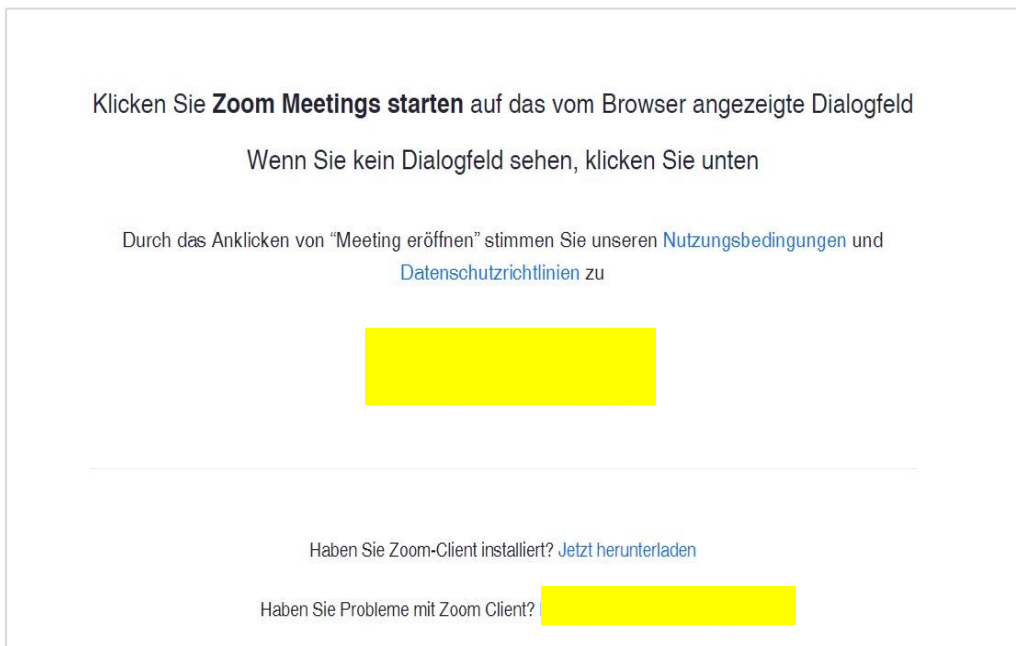 Klicken Sie Zoom Meetings starten auf das vom Browser angezeigte Dialogfeld
Wenn Sie kein Dialogfeld sehen, klicken Sie unten
Durch das Anklicken von “Meeting eröffnen” stimmen Sie unseren Nutzungsbedingungen und
Datenschutzrichtlinien zu
Haben Sie Zoom-Client installiert? Jetzt herunterladen
Haben Sie Probleme mit Zoom Client?